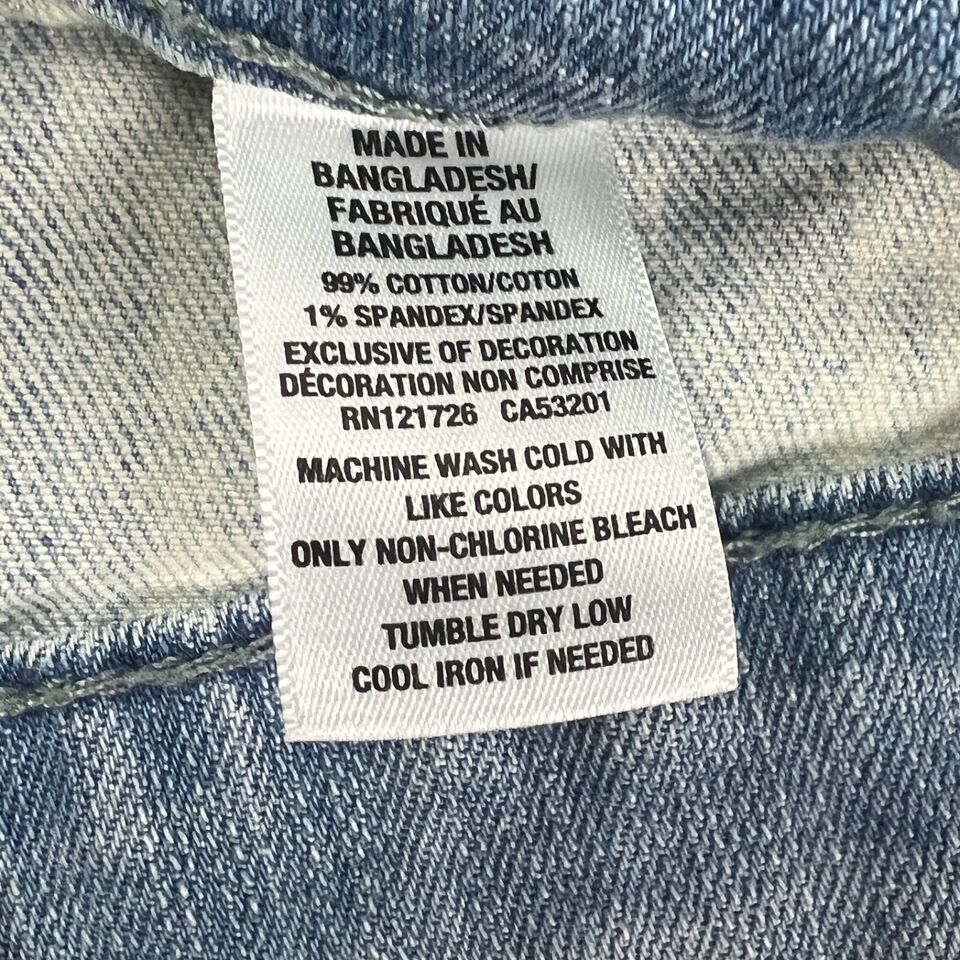 MADE IN
BANGLADESH/
FABRIQUÉ AU
BANGLADESH
99% COTTON/COTON
1% SPANDEX/SPANDEX
EXCLUSIVE OF DECORATION
DÉCORATION NON COMPRISE
RN121726 CA53201
MACHINE WASH COLD WITH
LIKE COLORS
ONLY NON-CHLORINE BLEACH
WHEN NEEDED
TUMBLE DRY LOW
COOL IRON IF NEEDED